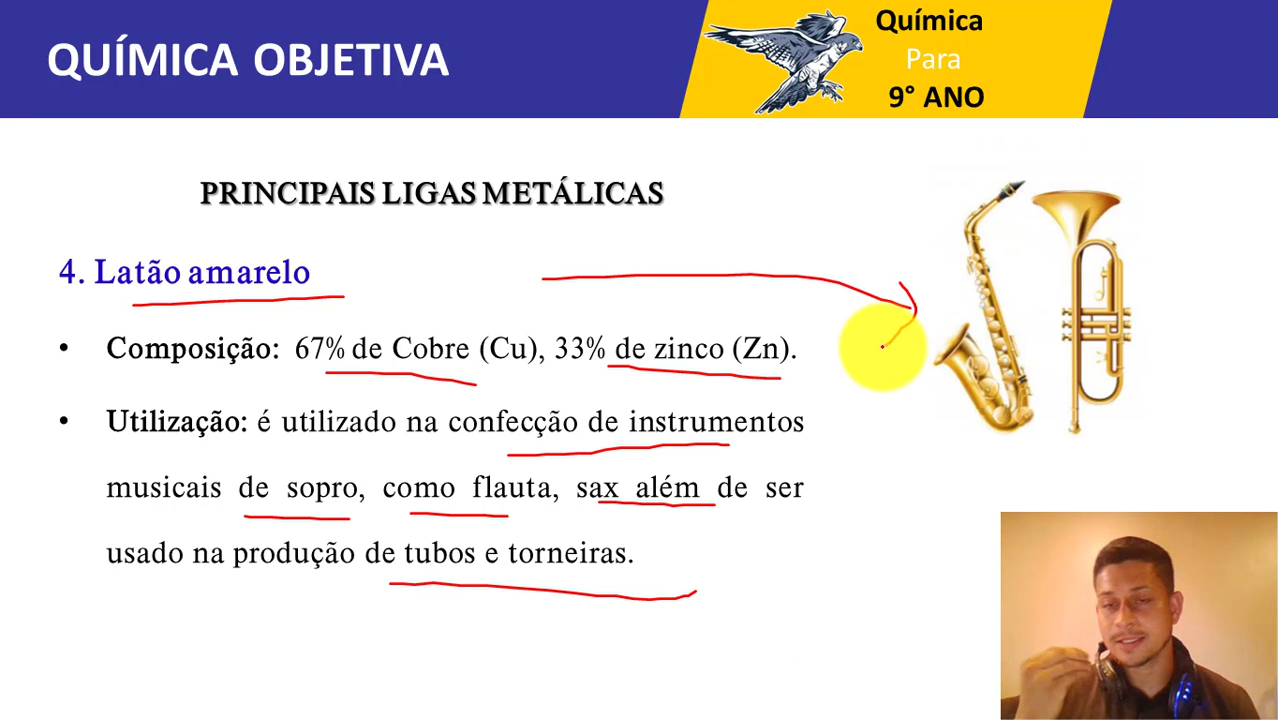 QUÍMICA OBJETIVA
Química
Para
9° ANO
PRINCIPAIS LIGAS METÁLICAS
4. Latão amarelo
• Composição: 67% de Cobre (Cu), 33% de zinco (Zn).
• Utilização: é utilizado na confecção de instrumentos
musicais de sopro, como flauta, sax além de ser
usado na produção de tubos e torneiras.